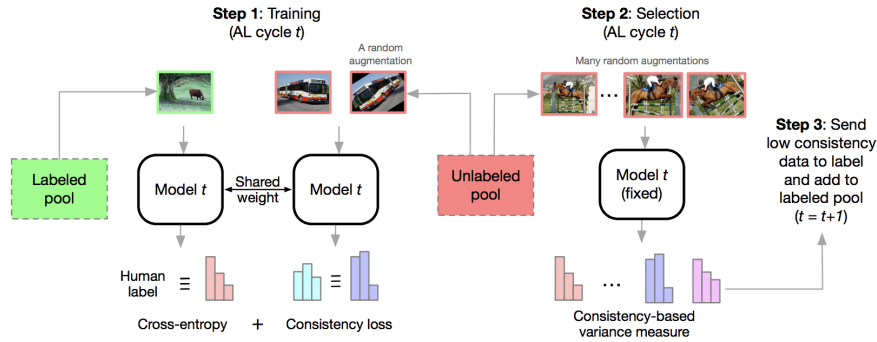 Step 1: Training
(AL cycle t)
A random
augmentation
Labeled
pool
Model t
Shared
weight
Model t
Human
label
Cross-entropy + Consistency loss
Step 2: Selection
(AL cycle t)
Many random augmentations
...
Unlabeled
pool
Model t
(fixed)
...
Consistency-based
variance measure
Step 3: Send
low consistency
data to label
and add to
labeled pool
(t = t+1)